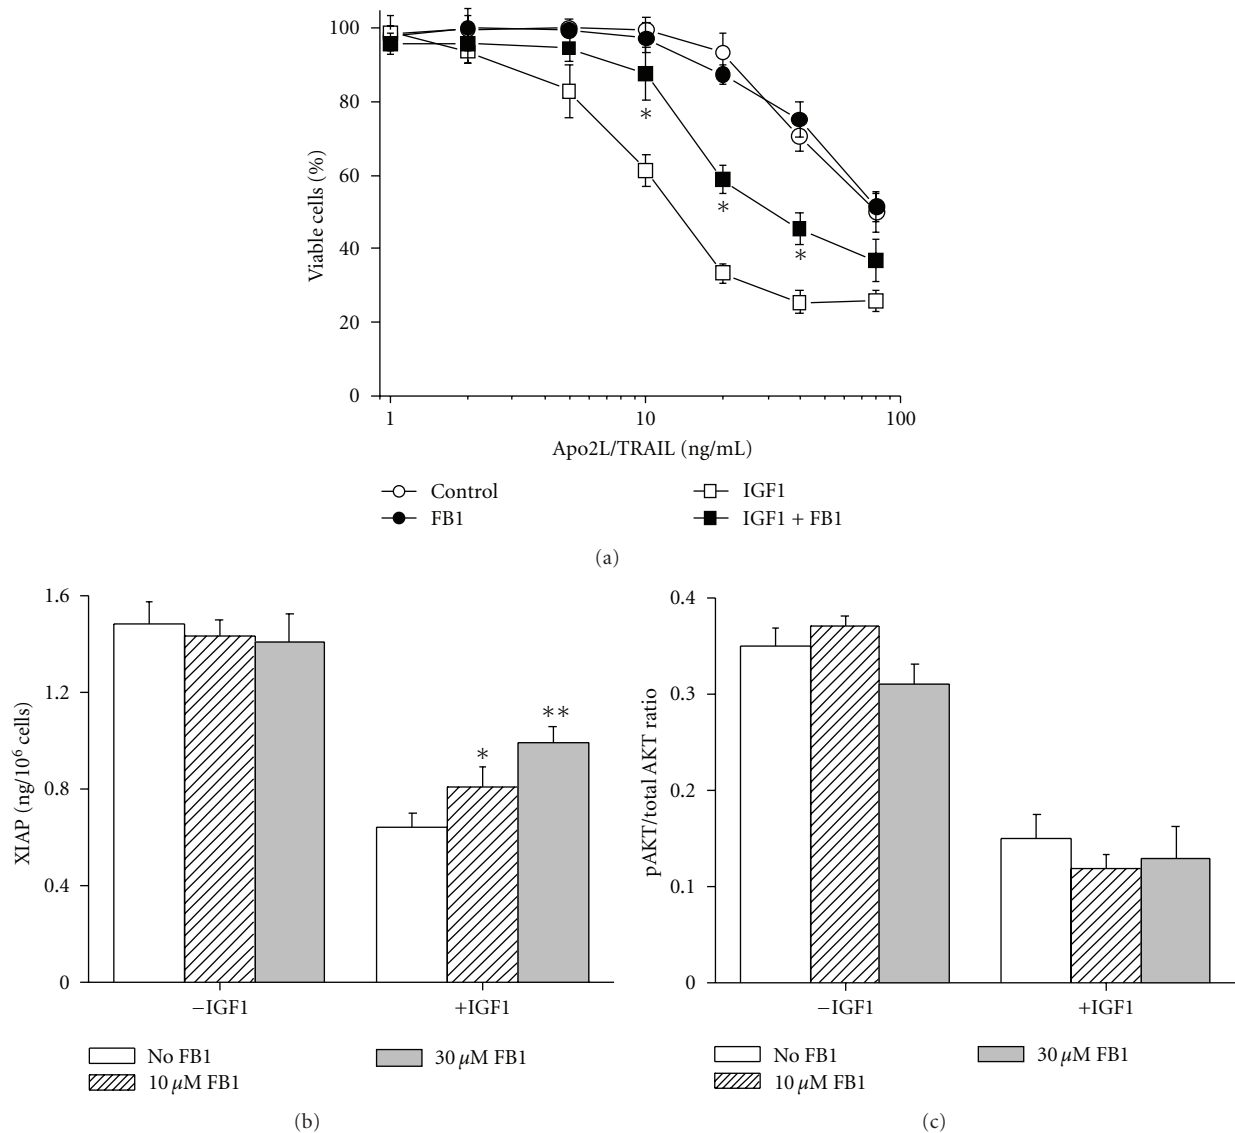 100
80
60
40
20
0
Viable cells (%)
*
*
*
1 10 100
Apo2L/TRAIL (ng/mL)
Control IGF1
FB1 IGF1 + FB1
(a)
1.6
1.2
0.8
0.4
0
XIAP (ng/10⁶ cells)
*
**
−IGF1 +IGF1
No FB1 30 μM FB1
10 μM FB1
(b)
0.4
0.3
0.2
0.1
0
pAKT/total AKT ratio
−IGF1 +IGF1
No FB1 30 μM FB1
10 μM FB1
(c)